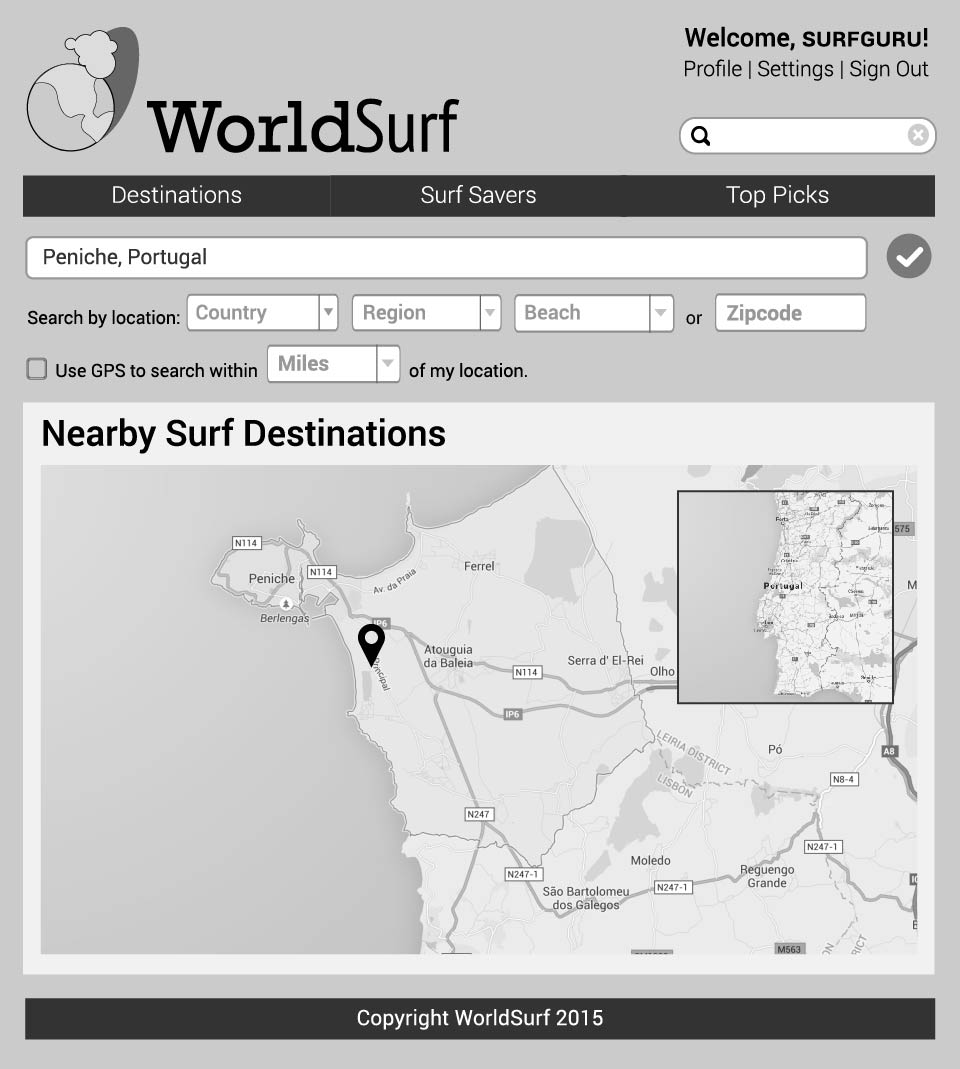 Welcome, SURFGURU!
Profile | Settings | Sign Out
WorldSurf
Destinations
Surf Savers
Top Picks
Peniche, Portugal
Search by location:
Country
Region
Beach
or
Zipcode
Use GPS to search within
Miles
of my location.
Nearby Surf Destinations
N114
Peniche
N114
Berlengas
Av. da Praia
Ferrel
IP6
Atouguia
da Baleia
N114
Serra d' El-Rei
Olho
IP6
Portugal
575
M
LEIRIA DISTRICT
LISBON
Pó
A8
N8-4
N247
N247-1
N247-1
Moledo
Reguengo
Grande
N247-1
São Bartolomeu
dos Galegos
M563
Copyright WorldSurf 2015